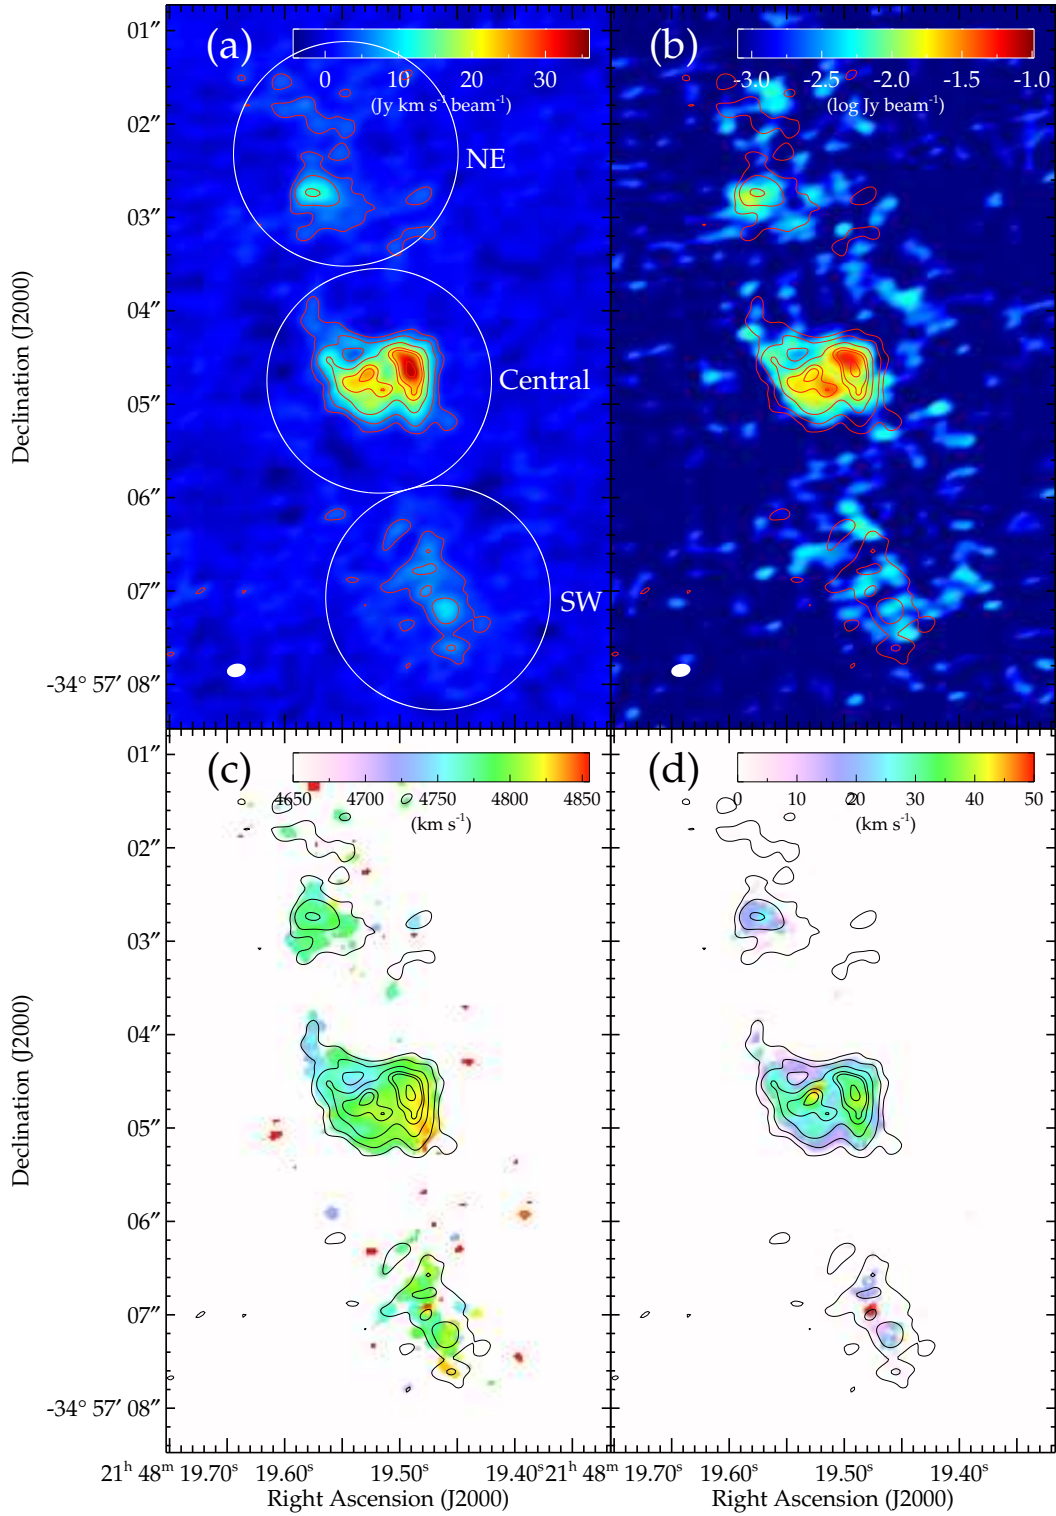 (a)
0 10 20 30
(Jy km s⁻¹ beam⁻¹)
(b)
-3.0 -2.5 -2.0 -1.5 -1.0
(log Jy beam⁻¹)
01″
02″
03″
04″
05″
06″
07″
-34° 57′ 08″
Declination (J2000)
NE
Central
SW
(c)
4650 4700 4750 4800 4855
(km s⁻¹)
(d)
0 10 20 30 40 50
(km s⁻¹)
01″
02″
03″
04″
05″
06″
07″
-34° 57′ 08″
Declination (J2000)
21ʰ 48ᵐ 19.70ˢ 19.60ˢ 19.50ˢ 19.40ˢ
21ʰ 48ᵐ 19.70ˢ 19.60ˢ 19.50ˢ 19.40ˢ
Right Ascension (J2000)
Right Ascension (J2000)